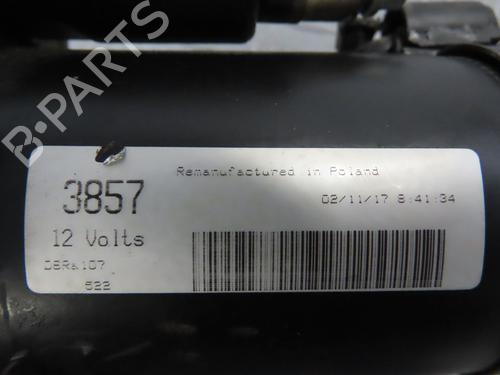 B-PARTS
3857
Remanufactured in Poland
02/11/17 8:41:34
12 Volts
DSRa107
522